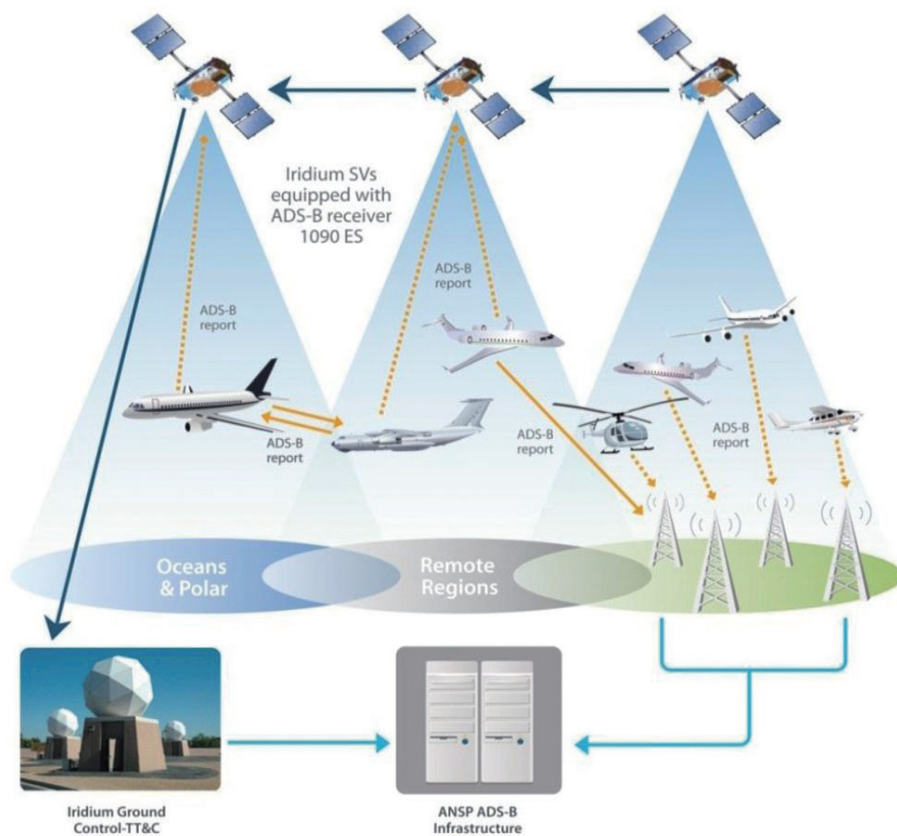 Iridium SVs
equipped with
ADS-B receiver
1090 ES
ADS-B
report
ADS-B
report
ADS-B
report
ADS-B
report
ADS-B
report
Oceans
& Polar
Remote
Regions
Iridium Ground
Control-TT&C
ANSP ADS-B
Infrastructure